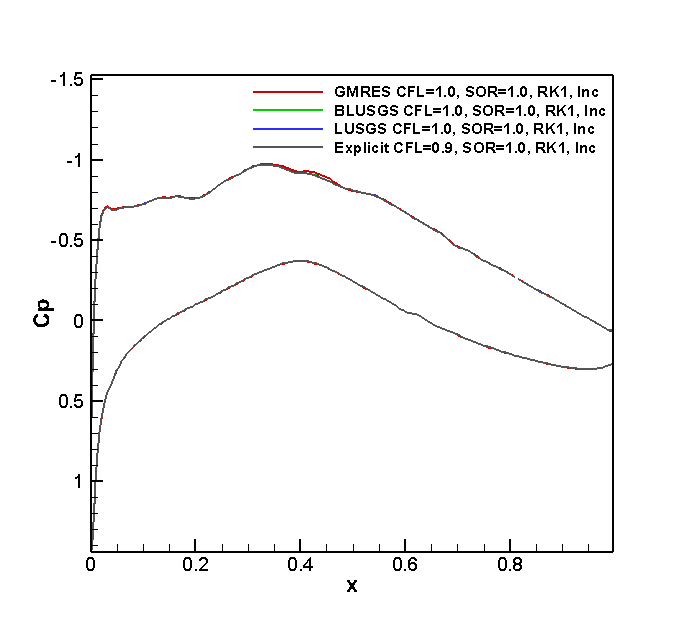 -1.5
GMRES CFL=1.0, SOR=1.0, RK1, Inc
BLUSGS CFL=1.0, SOR=1.0, RK1, Inc
LUSGS CFL=1.0, SOR=1.0, RK1, Inc
Explicit CFL=0.9, SOR=1.0, RK1, Inc
-1
-0.5
Cp
0
0.5
1
0 0.2 0.4 0.6 0.8
x